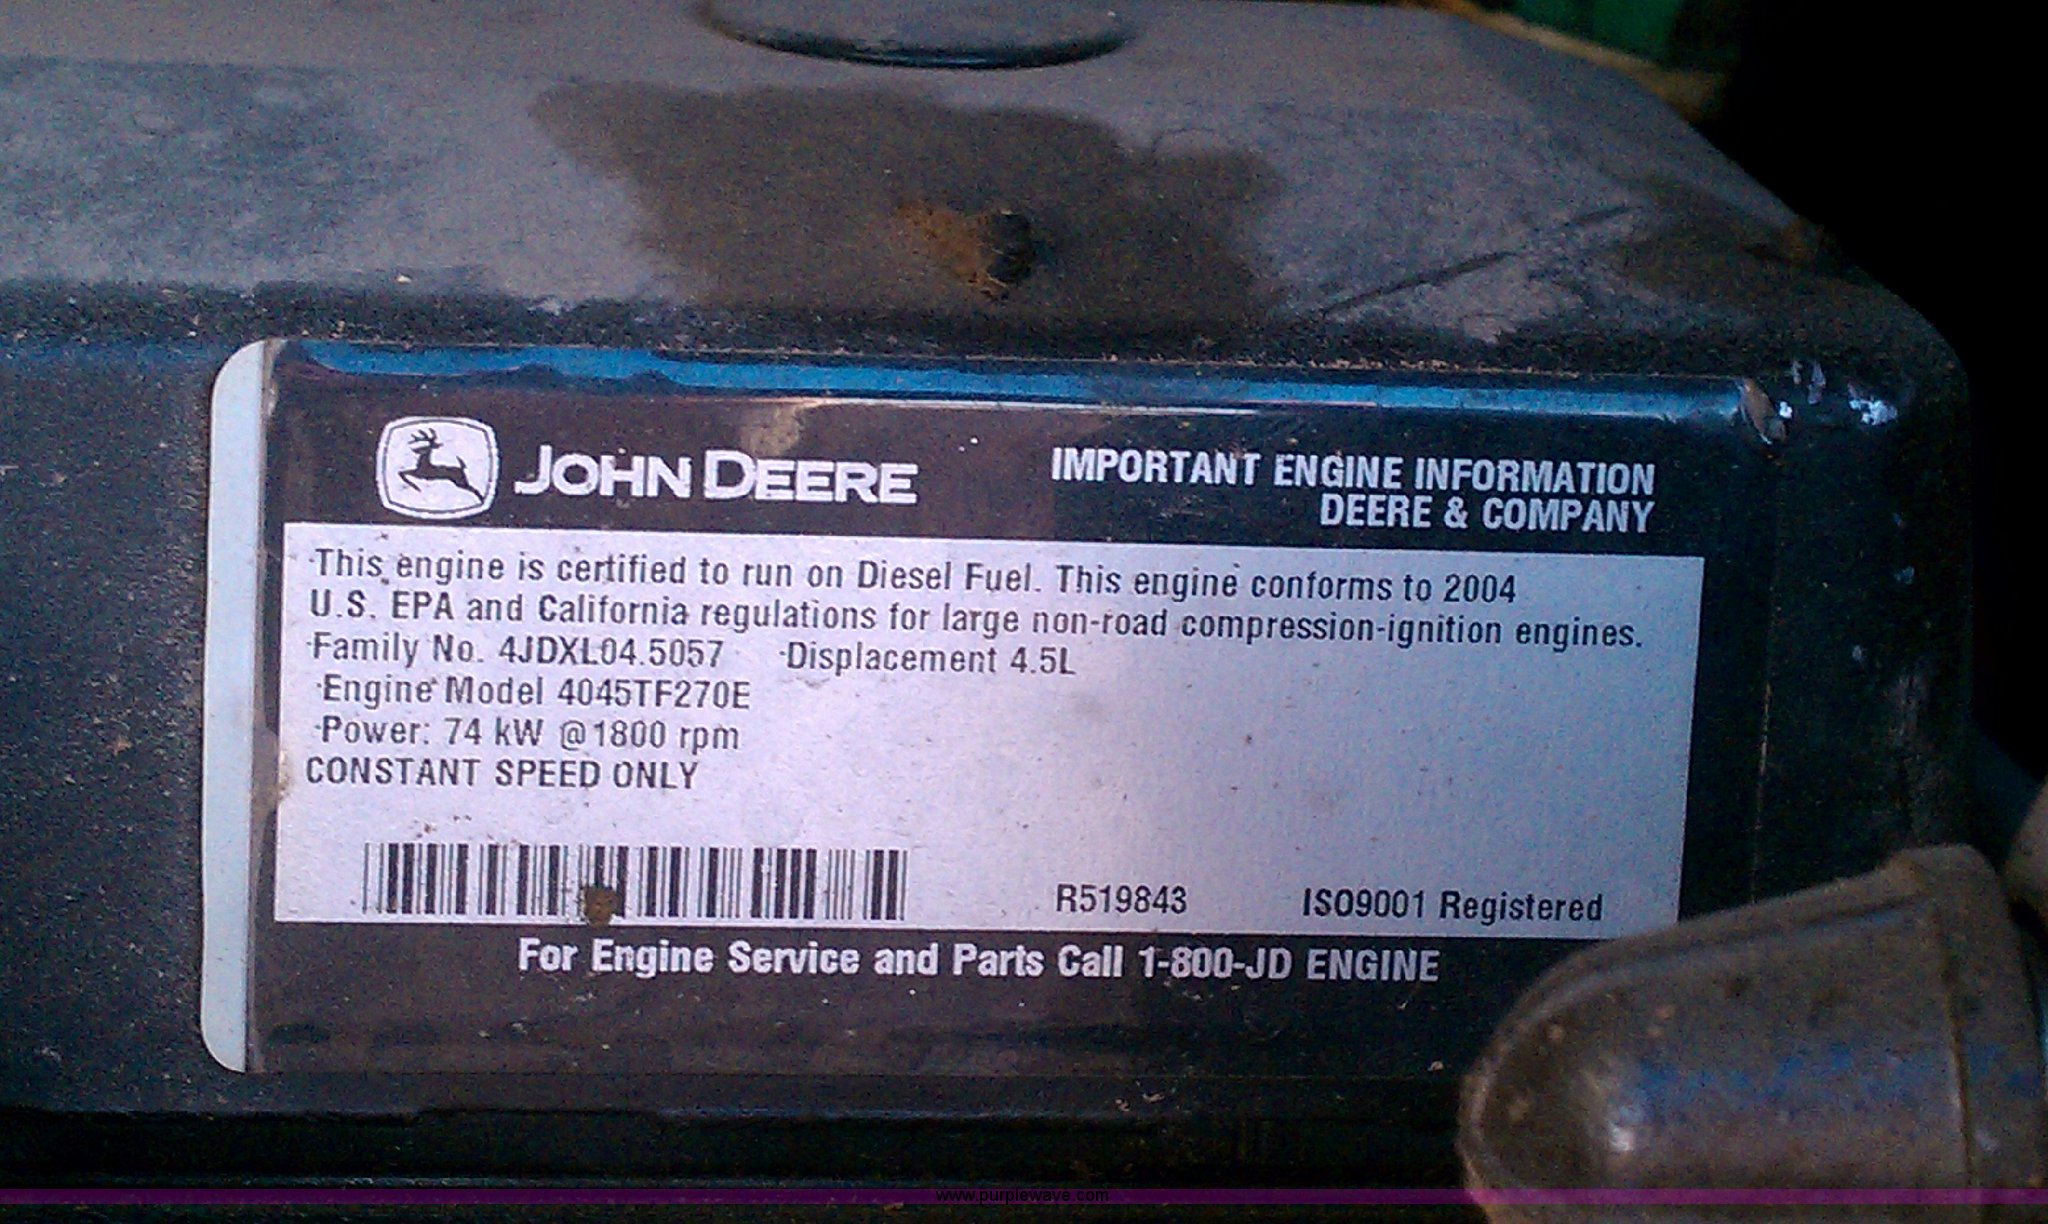 JOHN DEERE
IMPORTANT ENGINE INFORMATION
DEERE & COMPANY
·This engine is certified to run on Diesel Fuel. This engine conforms to 2004
U.S. EPA and California regulations for large non-road compression-ignition engines.
·Family No. 4JDXL04.5057 ·Displacement 4.5L
·Engine Model 4045TF270E
·Power: 74 kW @1800 rpm
CONSTANT SPEED ONLY
R519843 ISO9001 Registered
For Engine Service and Parts Call 1-800-JD ENGINE
www.purplewave.com